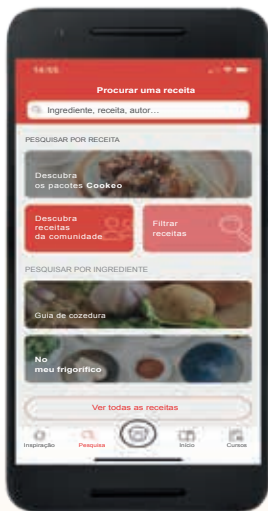 14:55
Procurar uma receita
Ingrediente, receita, autor…
PESQUISAR POR RECEITA
Descubra
os pacotes Cookeo
Descubra
receitas
da comunidade
Filtrar
receitas
PESQUISAR POR INGREDIENTE
Guia de cozedura
No
meu frigorífico
Ver todas as receitas
Inspiração Pesquisa Início Cursos